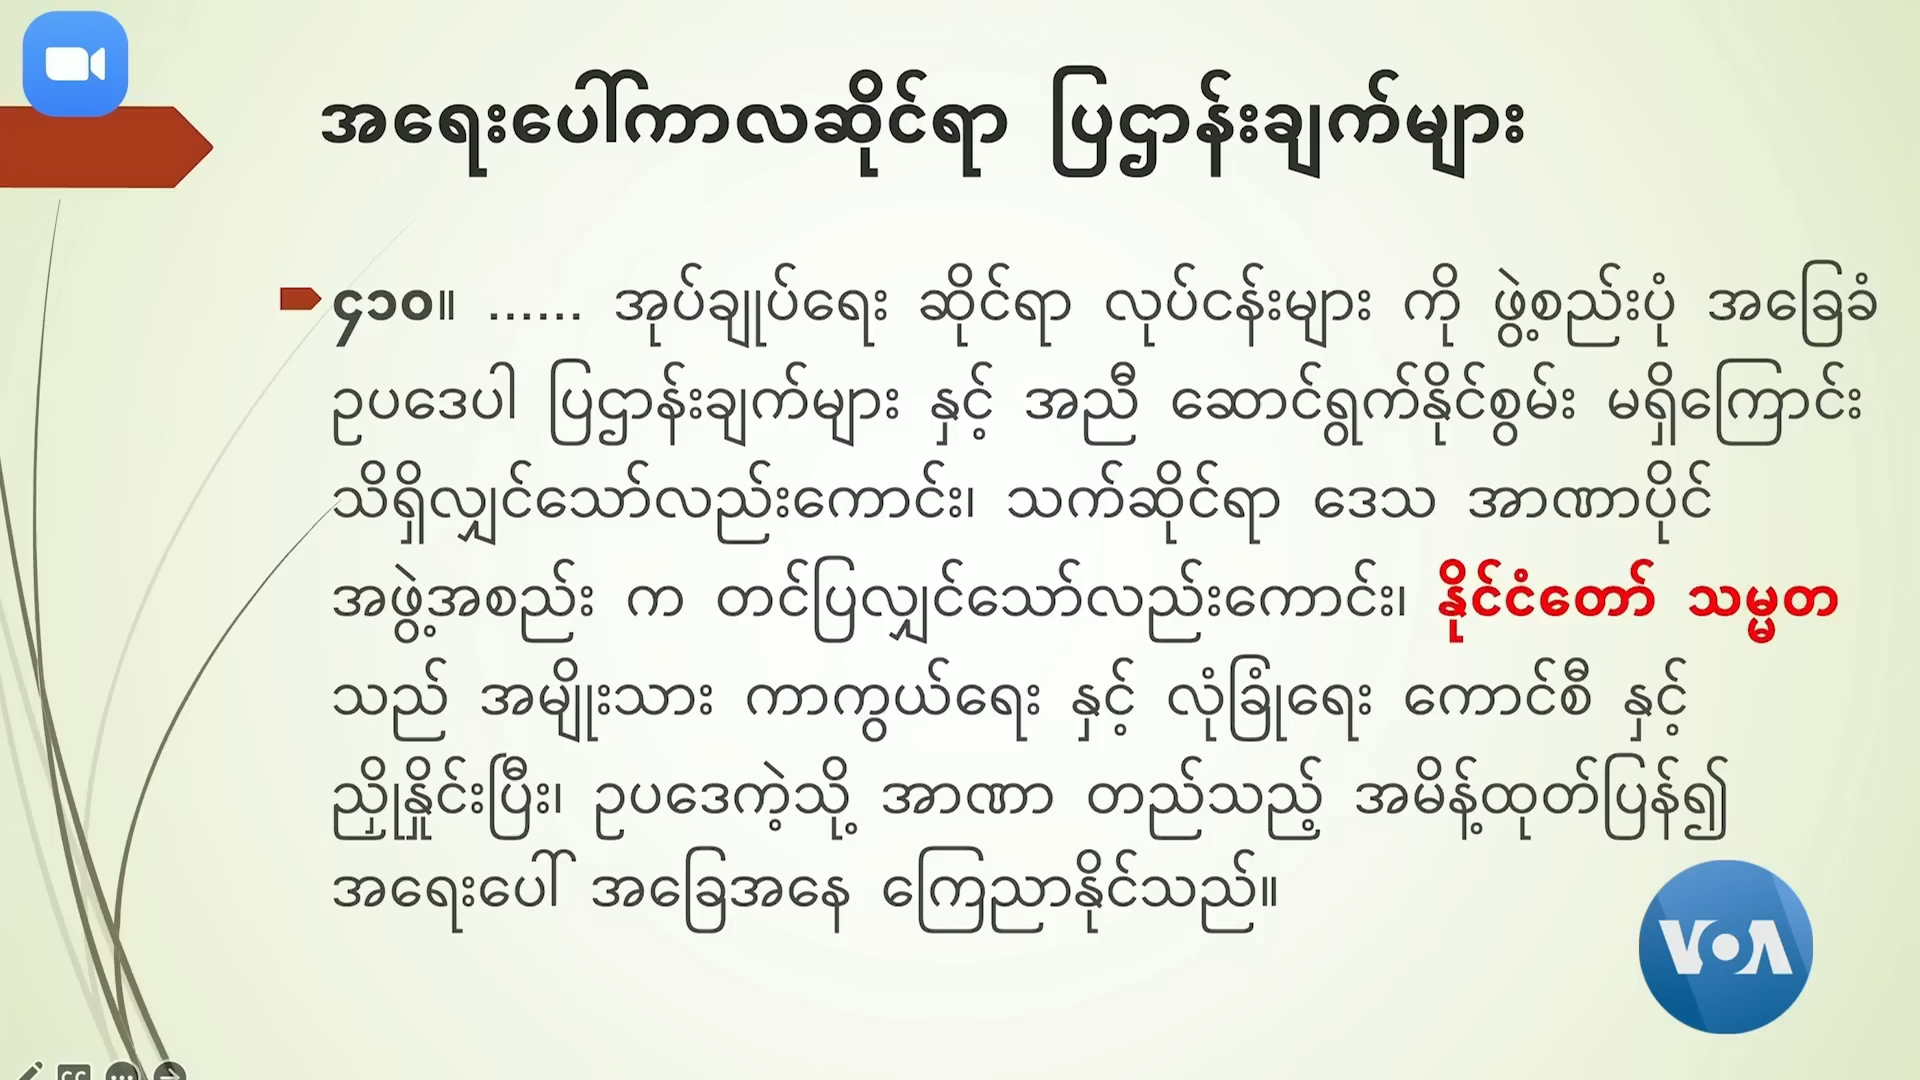 အရေးပေါ်ကာလဆိုင်ရာ ပြဋ္ဌာန်းချက်များ
၄၁၀။ ...... အုပ်ချုပ်ရေး ဆိုင်ရာ လုပ်ငန်းများ ကို ဖွဲ့စည်းပုံ အခြေခံ
ဥပဒေပါ ပြဋ္ဌာန်းချက်များ နှင့် အညီ ဆောင်ရွက်နိုင်စွမ်း မရှိကြောင်း
သိရှိလျှင်သော်လည်းကောင်း၊ သက်ဆိုင်ရာ ဒေသ အာဏာပိုင်
အဖွဲ့အစည်း က တင်ပြလျှင်သော်လည်းကောင်း၊ နိုင်ငံတော် သမ္မတ
သည် အမျိုးသား ကာကွယ်ရေး နှင့် လုံခြုံရေး ကောင်စီ နှင့်
ညှိုနှိုင်းပြီး၊ ဥပဒေကဲ့သို့ အာဏာ တည်သည့် အမိန့်ထုတ်ပြန်၍
အရေးပေါ် အခြေအနေ ကြေညာနိုင်သည်။
VOA
CC